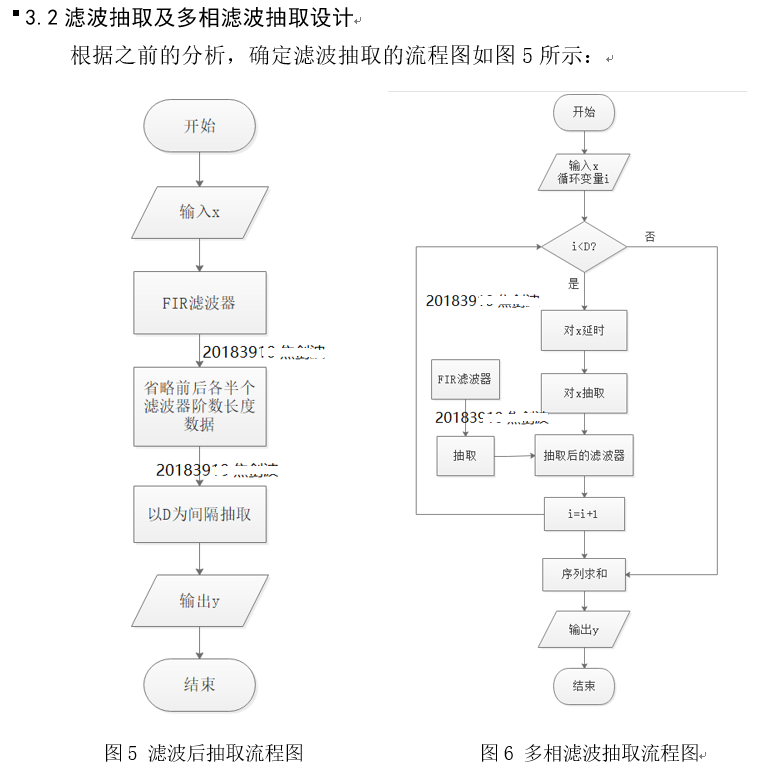 3.2 滤波抽取及多相滤波抽取设计
根据之前的分析，确定滤波抽取的流程图如图 5 所示：
开始
输入x
FIR滤波器
省略前后各半个
滤波器阶数长度
数据
以D为间隔抽取
输出y
结束
图 5 滤波后抽取流程图
开始
输入x
循环变量i
i<D?
否
是
对x延时
对x抽取
FIR滤波器
抽取
抽取后的滤波器
i=i+1
序列求和
输出y
结束
图 6 多相滤波抽取流程图